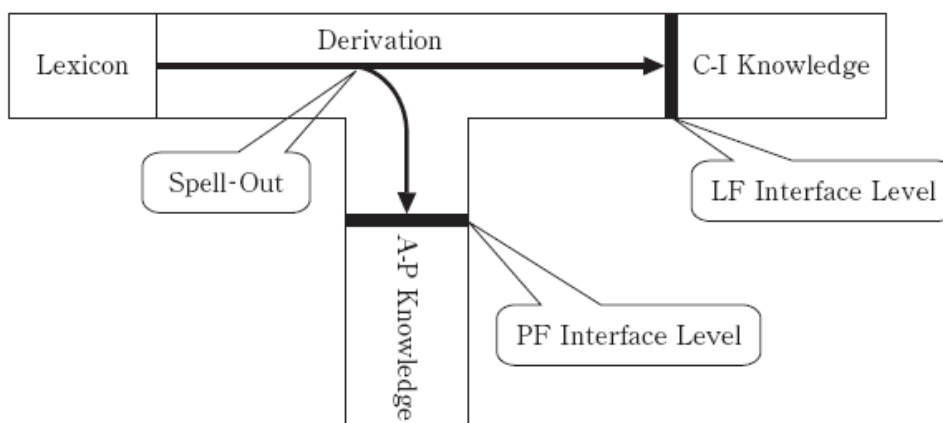 Derivation
Lexicon
C-I Knowledge
Spell-Out
LF Interface Level
A-P Knowledge
PF Interface Level